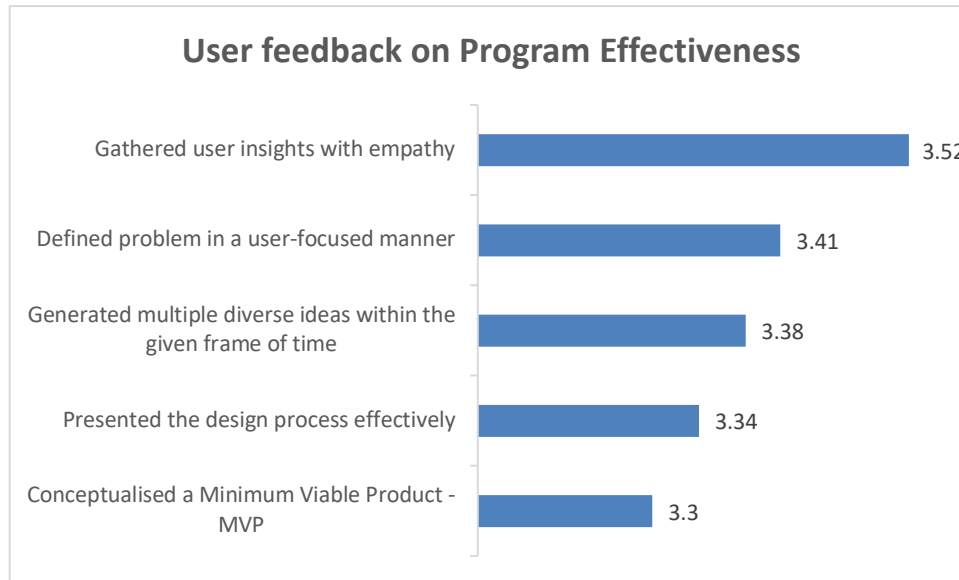 User feedback on Program Effectiveness
Gathered user insights with empathy
3.52
Defined problem in a user-focused manner
3.41
Generated multiple diverse ideas within the
given frame of time
3.38
Presented the design process effectively
3.34
Conceptualised a Minimum Viable Product -
MVP
3.3